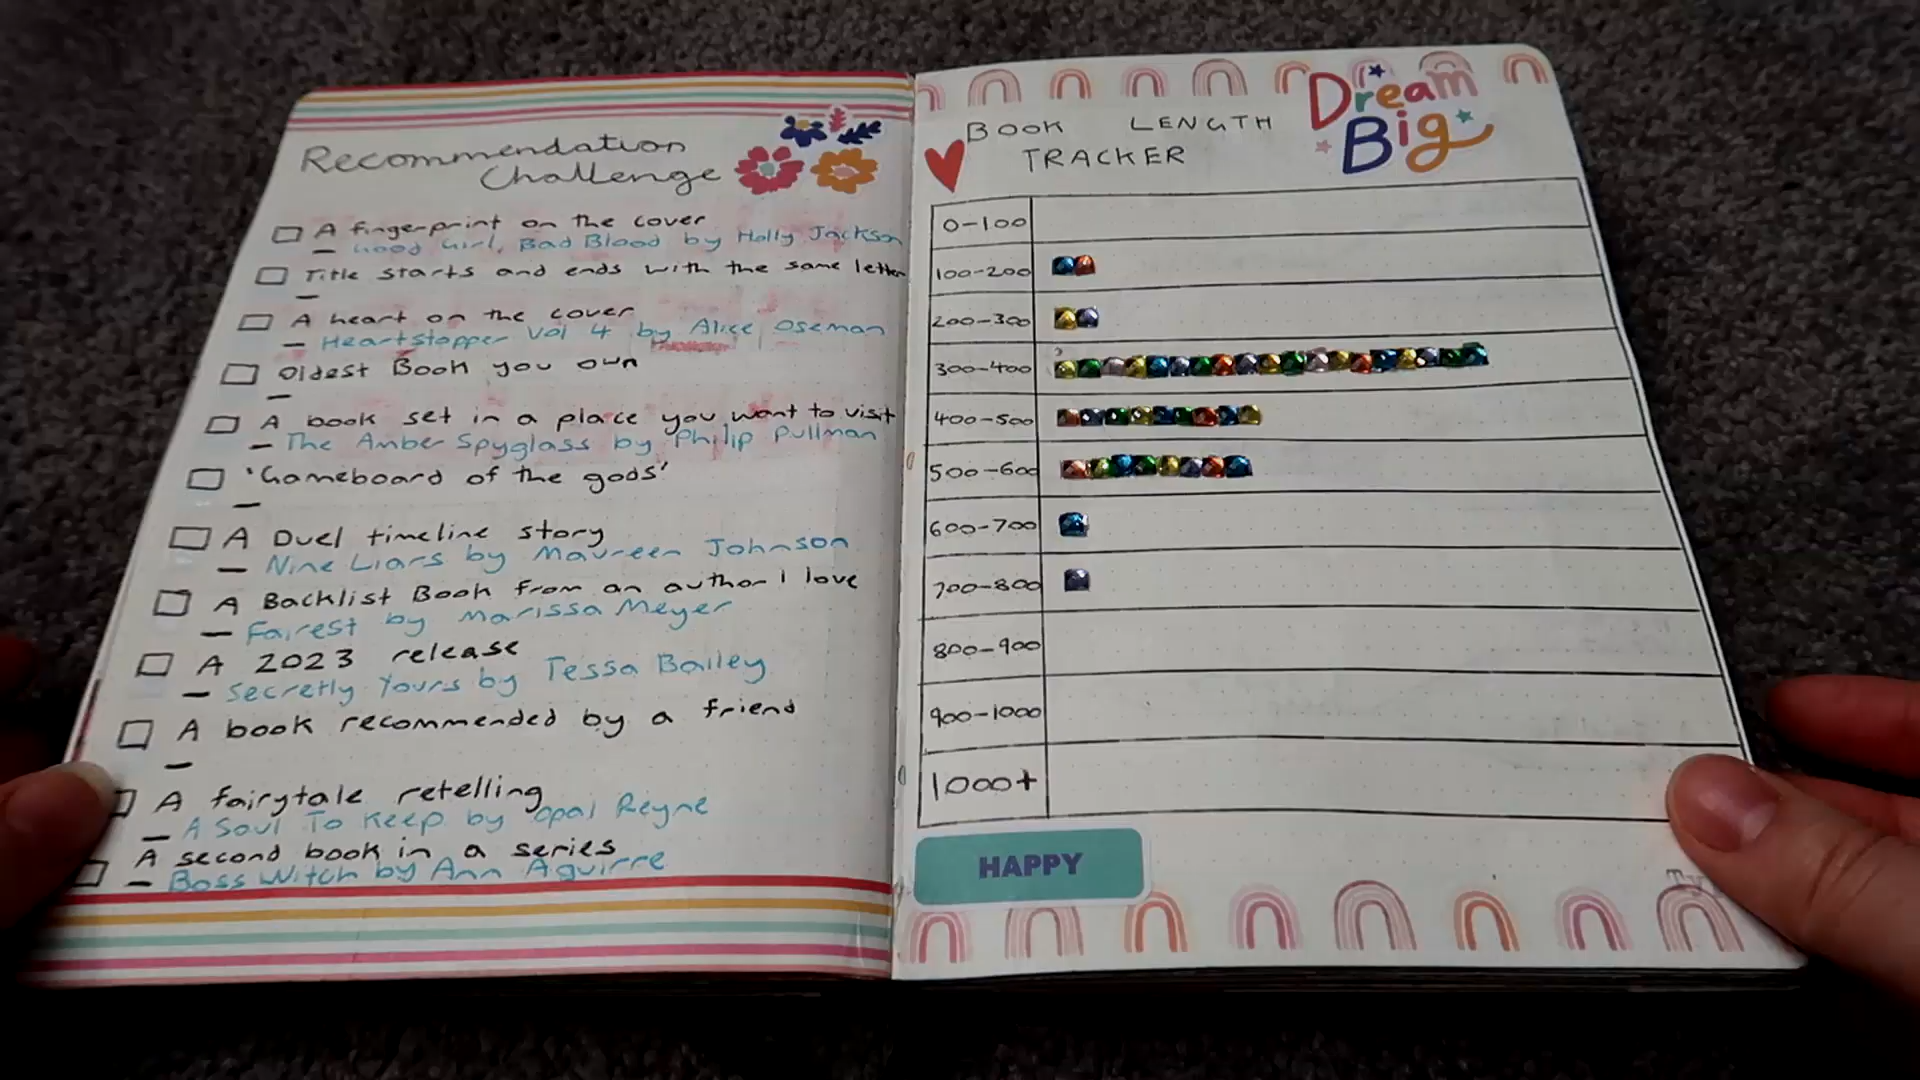 Recommendation
Challenge
A fingerprint on the cover
– Good Girl, Bad Blood by Holly Jackson
Title starts and ends with the same letter
–
A heart on the cover
– Heartstopper Vol 4 by Alice Oseman
Oldest Book you own
–
A book set in a place you want to visit
– The Amber Spyglass by Philip Pullman
'Gameboard of the gods'
–
A Duel timeline story
– Nine Liars by Maureen Johnson
A Backlist Book from an author I love
– Fairest by Marissa Meyer
A 2023 release
– Secretly Yours by Tessa Bailey
A book recommended by a friend
–
A fairytale retelling
– A Soul To Keep by Opal Reyne
A second book in a series
– Boss Witch by Ann Aguirre
Dream
Big
BOOK LENGTH
TRACKER
0-100
100-200
200-300
300-400
400-500
500-600
600-700
700-800
800-900
900-1000
1000+
HAPPY